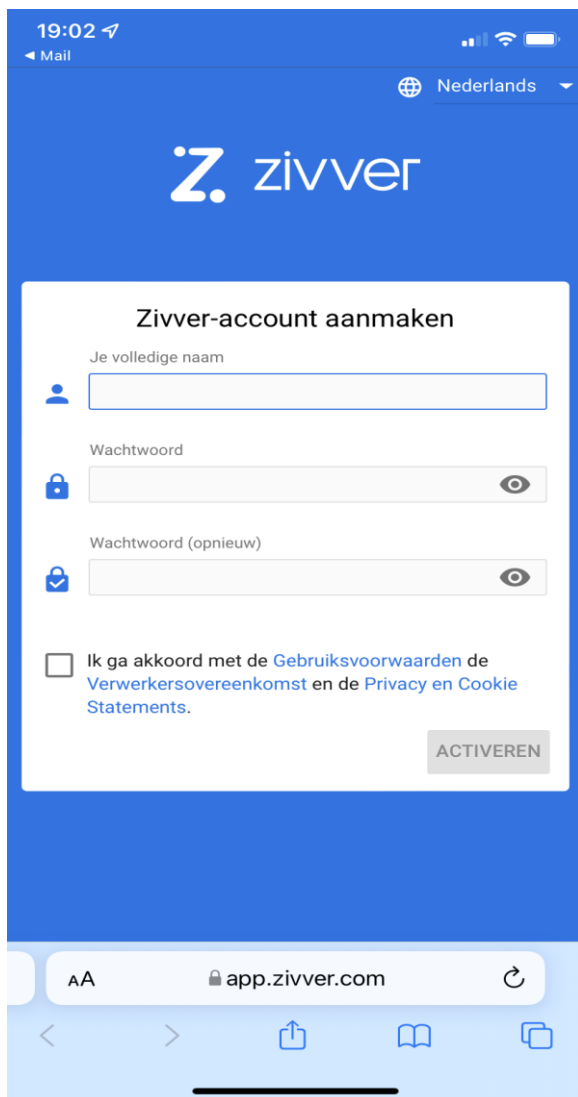 19:02
◀ Mail
Nederlands
Z. zivver
Zivver-account aanmaken
Je volledige naam
Wachtwoord
Wachtwoord (opnieuw)
Ik ga akkoord met de Gebruiksvoorwaarden de
Verwerkersovereenkomst en de Privacy en Cookie
Statements.
ACTIVEREN
AA app.zivver.com